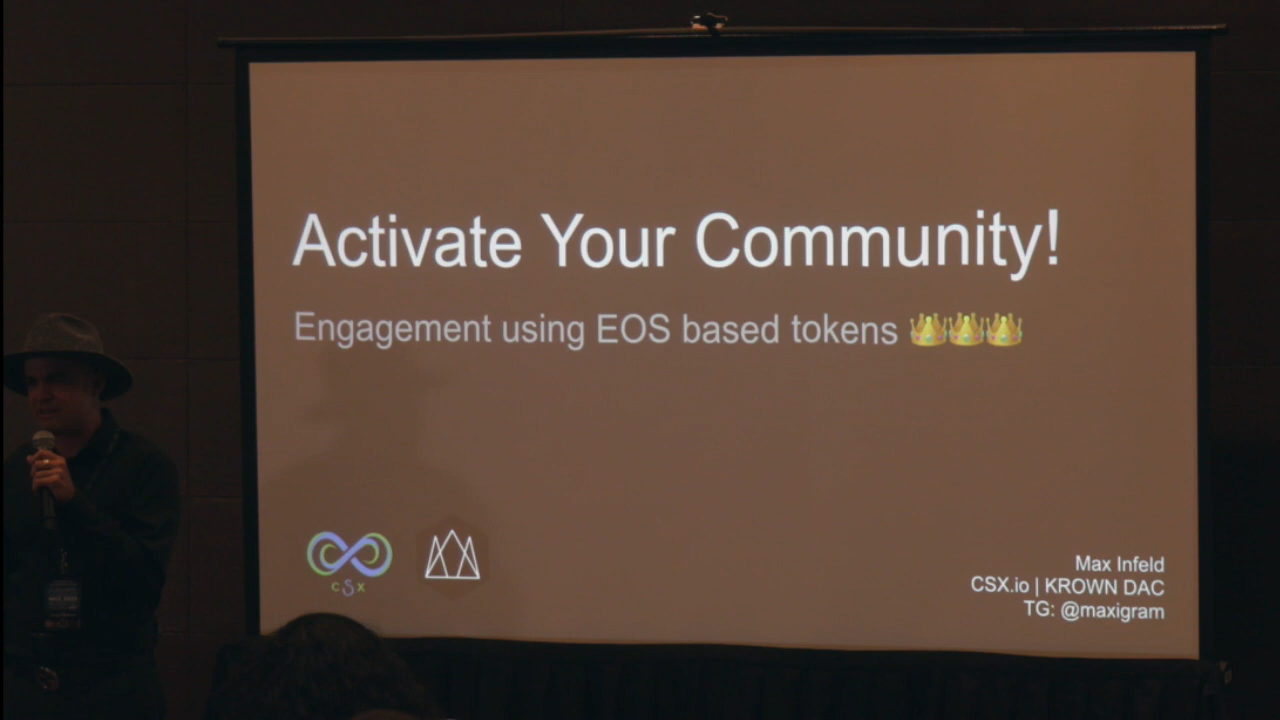 Activate Your Community!
Engagement using EOS based tokens 👑👑👑
CSX
Max Infeld
CSX.io | KROWN DAC
TG: @maxigram